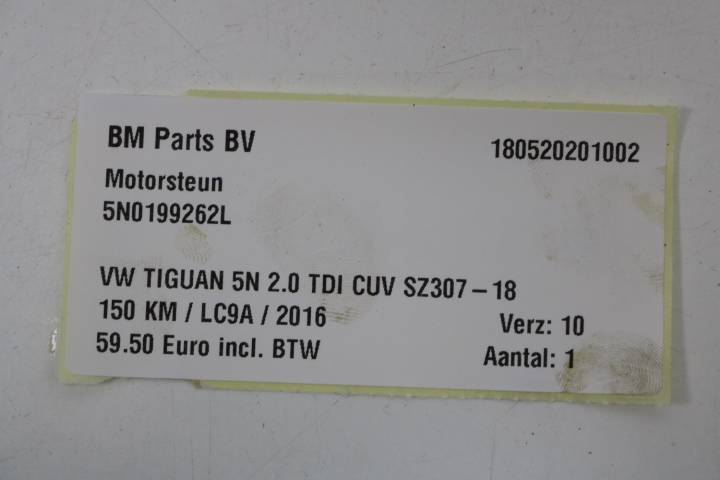 BM Parts BV 180520201002
Motorsteun
5N0199262L
VW TIGUAN 5N 2.0 TDI CUV SZ307-18
150 KM / LC9A / 2016 Verz: 10
59.50 Euro incl. BTW Aantal: 1